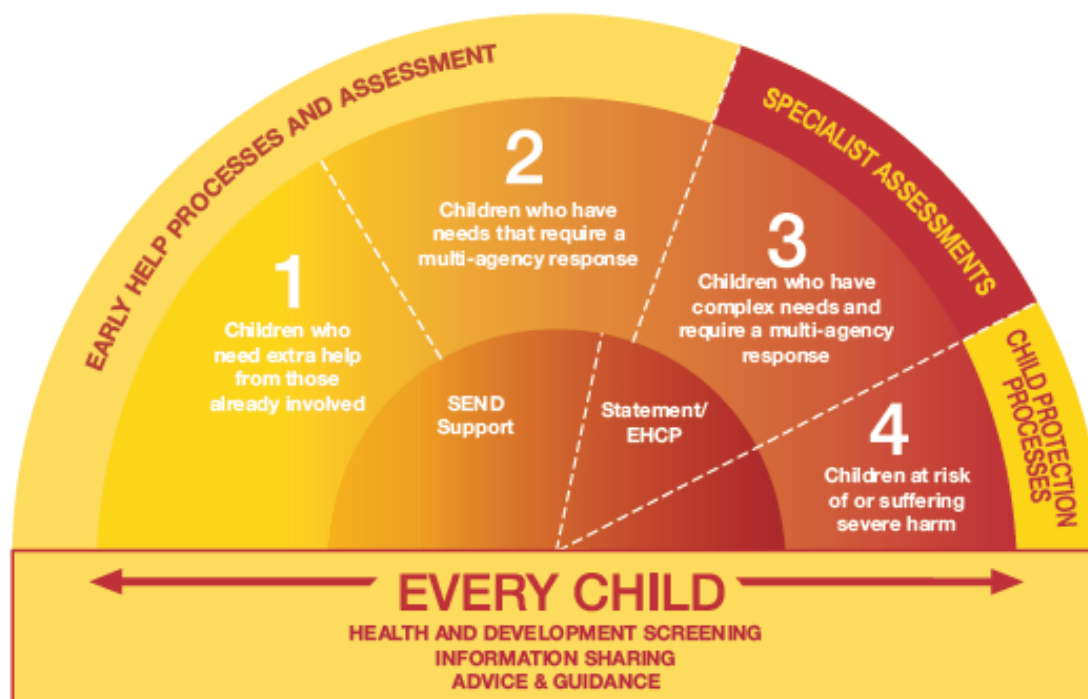 EARLY HELP PROCESSES AND ASSESSMENT
SPECIALIST ASSESSMENTS
CHILD PROTECTION
PROCESSES
1
Children who
need extra help
from those
already involved
2
Children who have
needs that require a
multi-agency response
3
Children who have
complex needs and
require a multi-agency
response
4
Children at risk
of or suffering
severe harm
SEND
Support
Statement/
EHCP
EVERY CHILD
HEALTH AND DEVELOPMENT SCREENING
INFORMATION SHARING
ADVICE & GUIDANCE